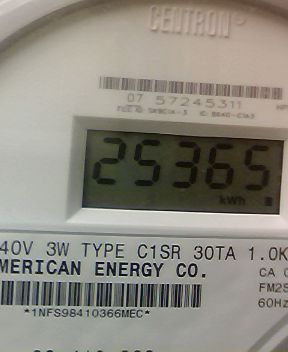 CENTRON®
07 57245311
25365
kWh
40V 3W TYPE C1SR 30TA 1.0K
MERICAN ENERGY CO.
CA 0
FM2S
60Hz
*1NFS98410366MEC*